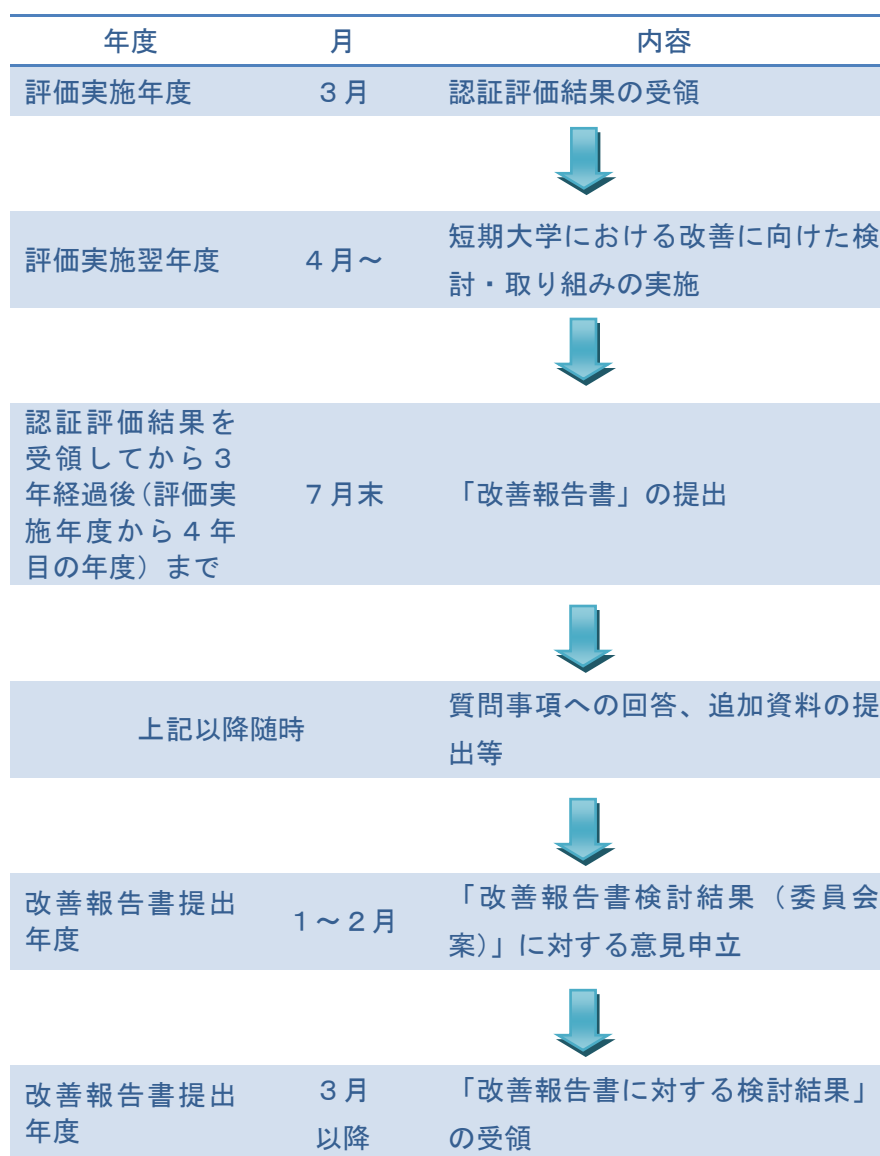 年度 月 内容
評価実施年度 3月 認証評価結果の受領
評価実施翌年度 4月～ 短期大学における改善に向けた検
討・取り組みの実施
認証評価結果を
受領してから3
年経過後（評価実
施年度から4年
目の年度）まで
7月末
「改善報告書」の提出
上記以降随時
質問事項への回答、追加資料の提
出等
改善報告書提出
年度
1～2月
「改善報告書検討結果（委員会
案）」に対する意見申立
改善報告書提出
年度
3月
以降
「改善報告書に対する検討結果」
の受領